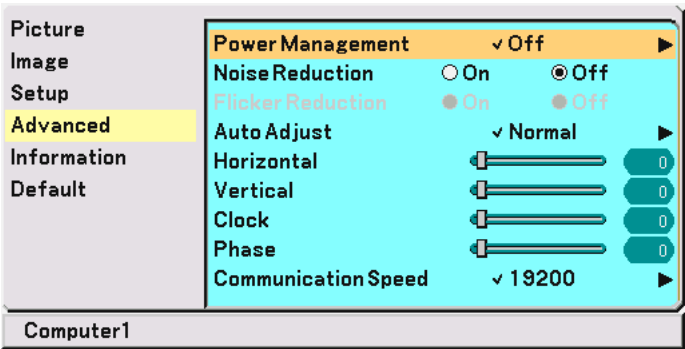 Picture
Image
Setup
Advanced
Information
Default
Power Management ✓ Off
Noise Reduction On Off
Flicker Reduction On Off
Auto Adjust ✓ Normal
Horizontal 0
Vertical 0
Clock 0
Phase 0
Communication Speed ✓ 19200
Computer1